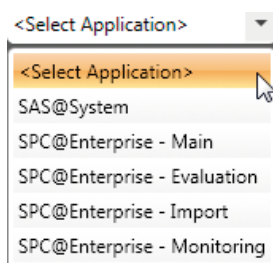 <Select Application>
<Select Application>
SAS@System
SPC@Enterprise - Main
SPC@Enterprise - Evaluation
SPC@Enterprise - Import
SPC@Enterprise - Monitoring